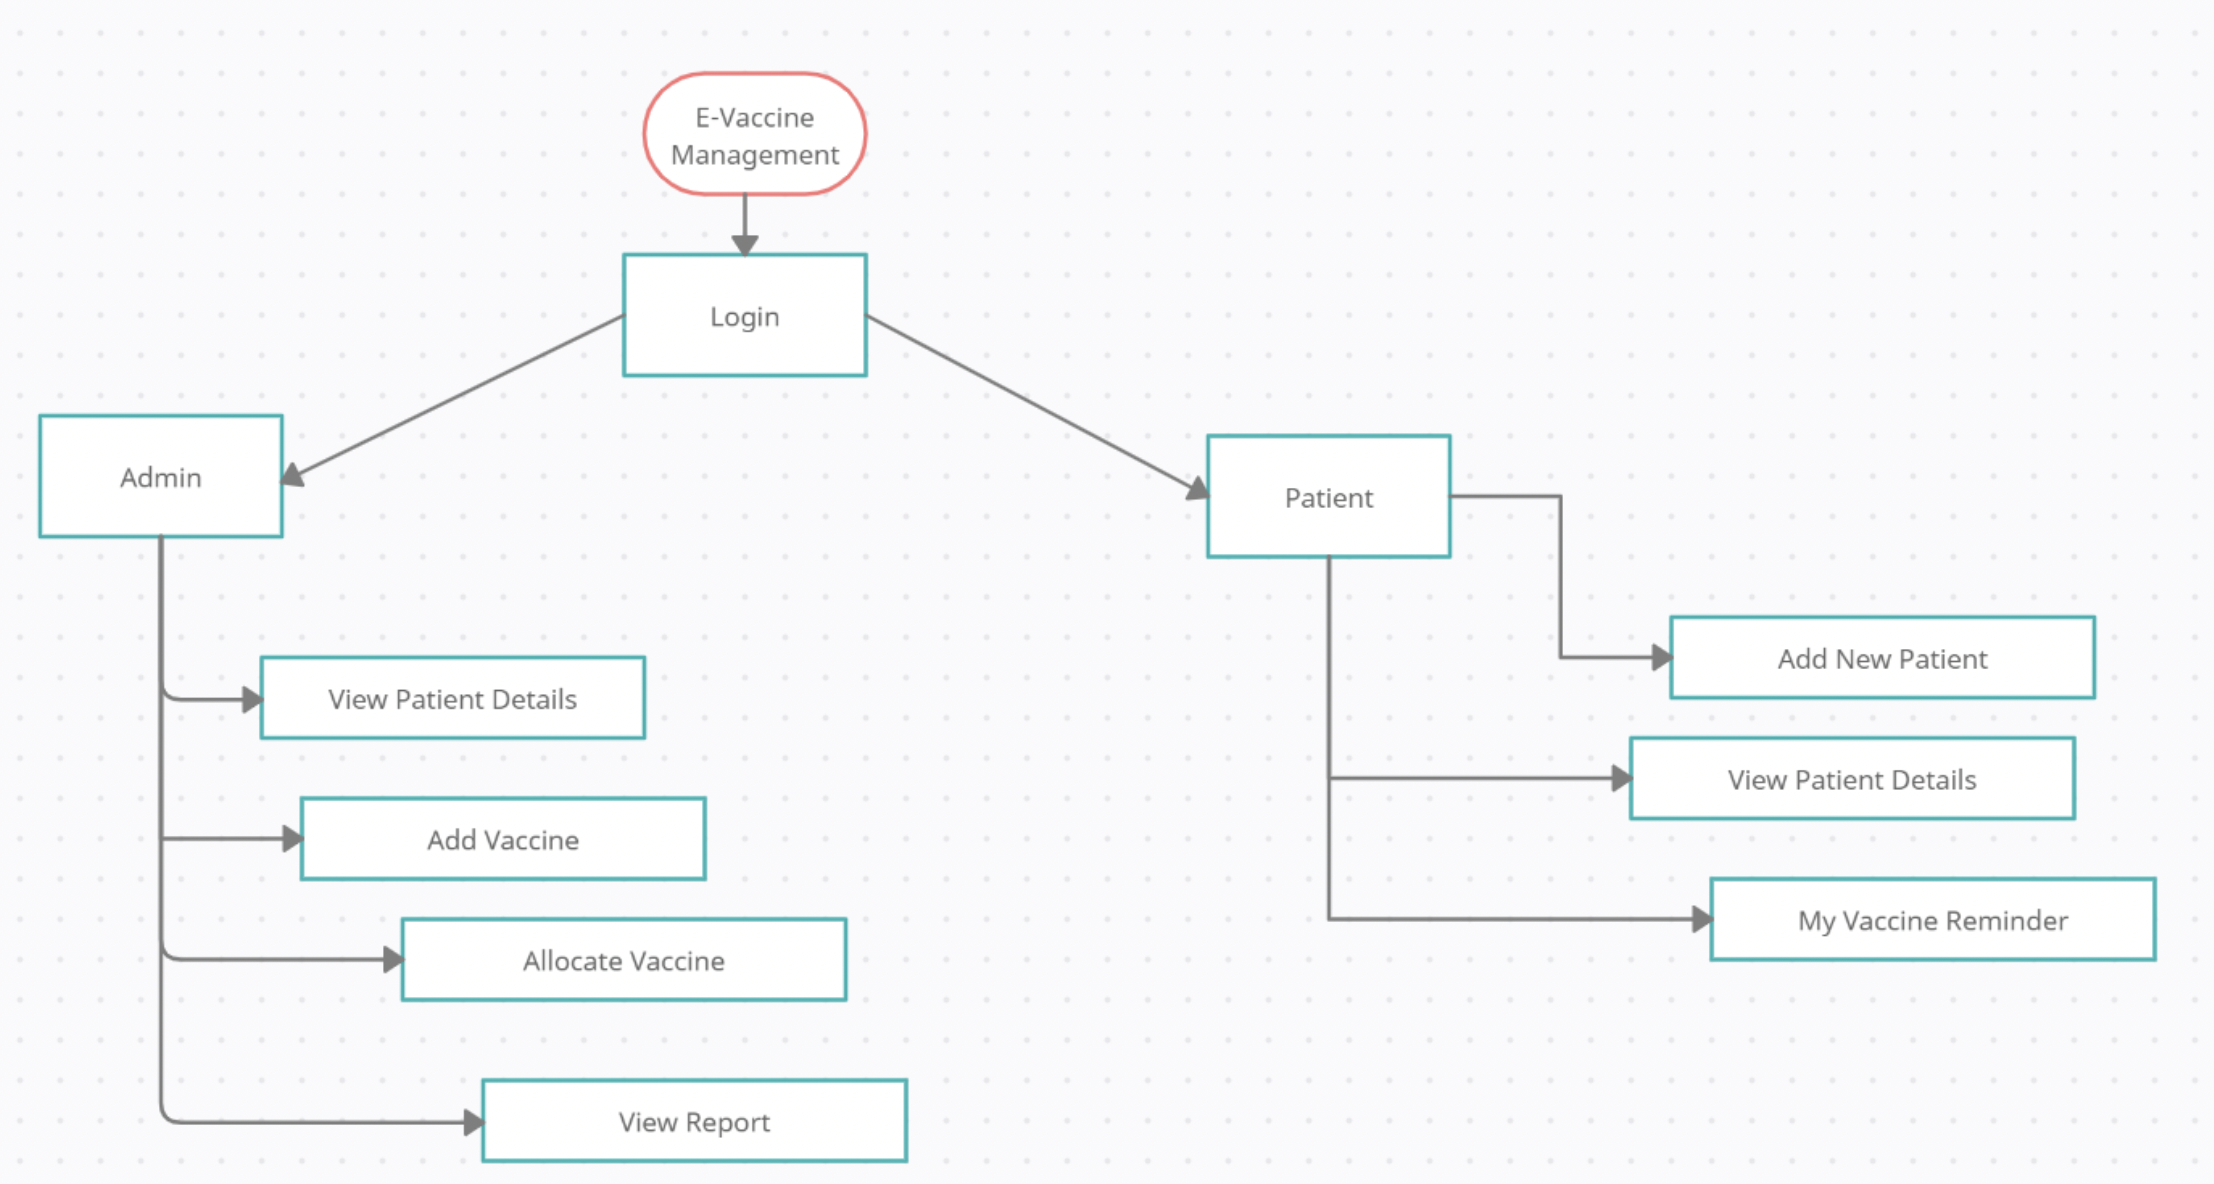 E-Vaccine
Management
Login
Admin
Patient
View Patient Details
Add Vaccine
Allocate Vaccine
View Report
Add New Patient
View Patient Details
My Vaccine Reminder